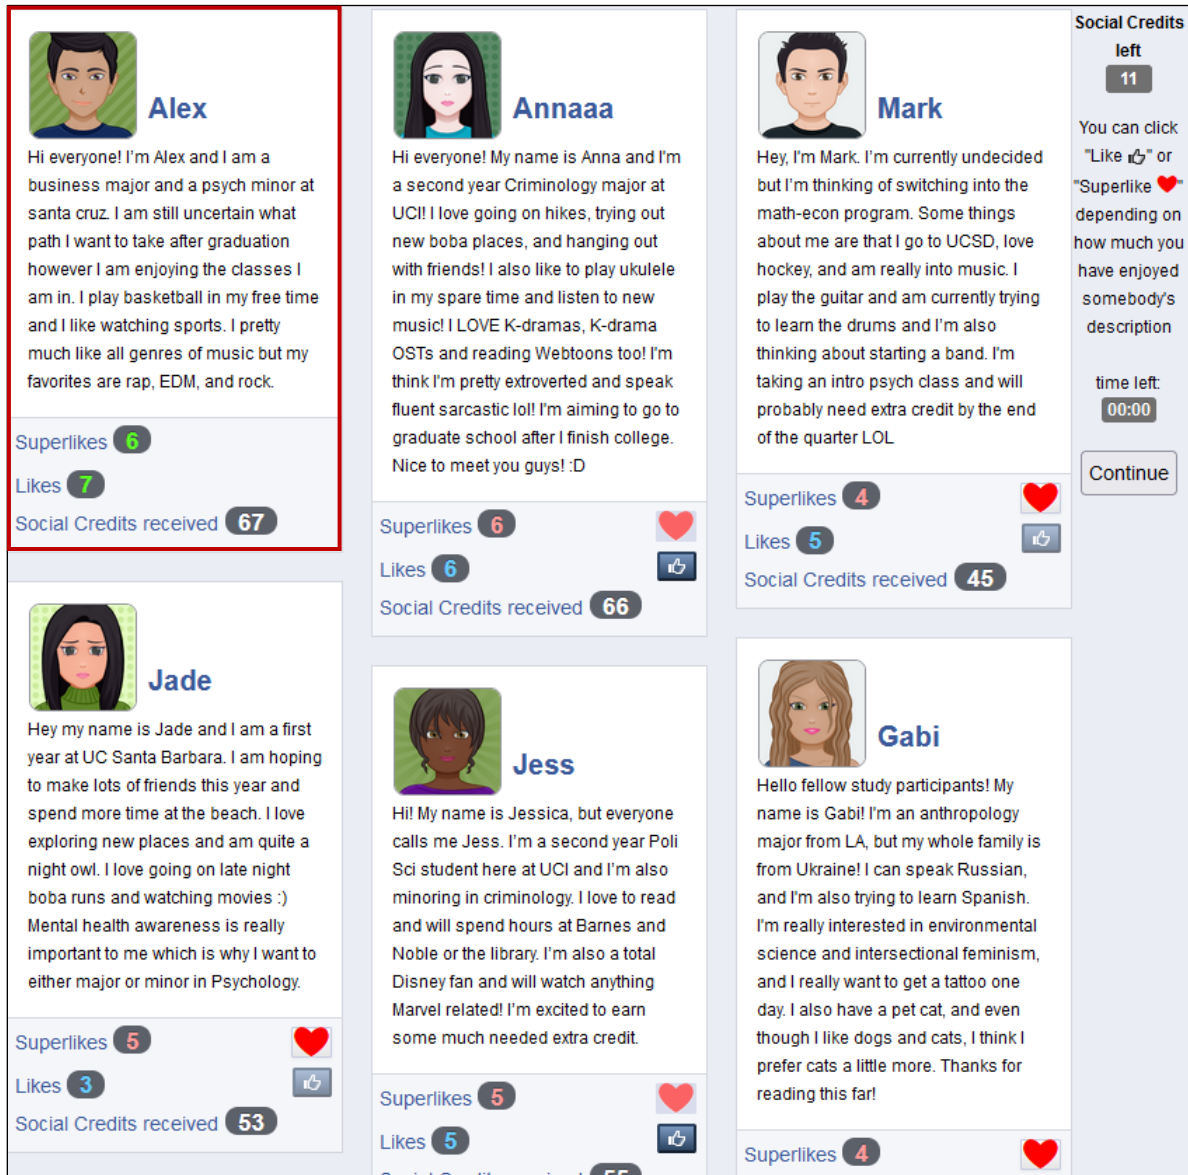 Alex
Hi everyone! I'm Alex and I am a
business major and a psych minor at
santa cruz. I am still uncertain what
path I want to take after graduation
however I am enjoying the classes I
am in. I play basketball in my free time
and I like watching sports. I pretty
much like all genres of music but my
favorites are rap, EDM, and rock.
Superlikes 6
Likes 7
Social Credits received 67
Jade
Hey my name is Jade and I am a first
year at UC Santa Barbara. I am hoping
to make lots of friends this year and
spend more time at the beach. I love
exploring new places and am quite a
night owl. I love going on late night
boba runs and watching movies :)
Mental health awareness is really
important to me which is why I want to
either major or minor in Psychology.
Superlikes 5
Likes 3
Social Credits received 53
Annaaa
Hi everyone! My name is Anna and I'm
a second year Criminology major at
UCI! I love going on hikes, trying out
new boba places, and hanging out
with friends! I also like to play ukulele
in my spare time and listen to new
music! I LOVE K-dramas, K-drama
OSTs and reading Webtoons too! I'm
think I'm pretty extroverted and speak
fluent sarcastic lol! I'm aiming to go to
graduate school after I finish college.
Nice to meet you guys! :D
Superlikes 6
Likes 6
Social Credits received 66
Jess
Hi! My name is Jessica, but everyone
calls me Jess. I'm a second year Poli
Sci student here at UCI and I'm also
minoring in criminology. I love to read
and will spend hours at Barnes and
Noble or the library. I'm also a total
Disney fan and will watch anything
Marvel related! I'm excited to earn
some much needed extra credit.
Superlikes 5
Likes 5
Social Credits received 55
Mark
Hey, I'm Mark. I'm currently undecided
but I'm thinking of switching into the
math-econ program. Some things
about me are that I go to UCSD, love
hockey, and am really into music. I
play the guitar and am currently trying
to learn the drums and I'm also
thinking about starting a band. I'm
taking an intro psych class and will
probably need extra credit by the end
of the quarter LOL
Superlikes 4
Likes 5
Social Credits received 45
Gabi
Hello fellow study participants! My
name is Gabi! I'm an anthropology
major from LA, but my whole family is
from Ukraine! I can speak Russian,
and I'm also trying to learn Spanish.
I'm really interested in environmental
science and intersectional feminism,
and I really want to get a tattoo one
day. I also have a pet cat, and even
though I like dogs and cats, I think I
prefer cats a little more. Thanks for
reading this far!
Superlikes 4
Social Credits
left
11
You can click
"Like" or
"Superlike"
depending on
how much you
have enjoyed
somebody's
description
time left:
00:00
Continue